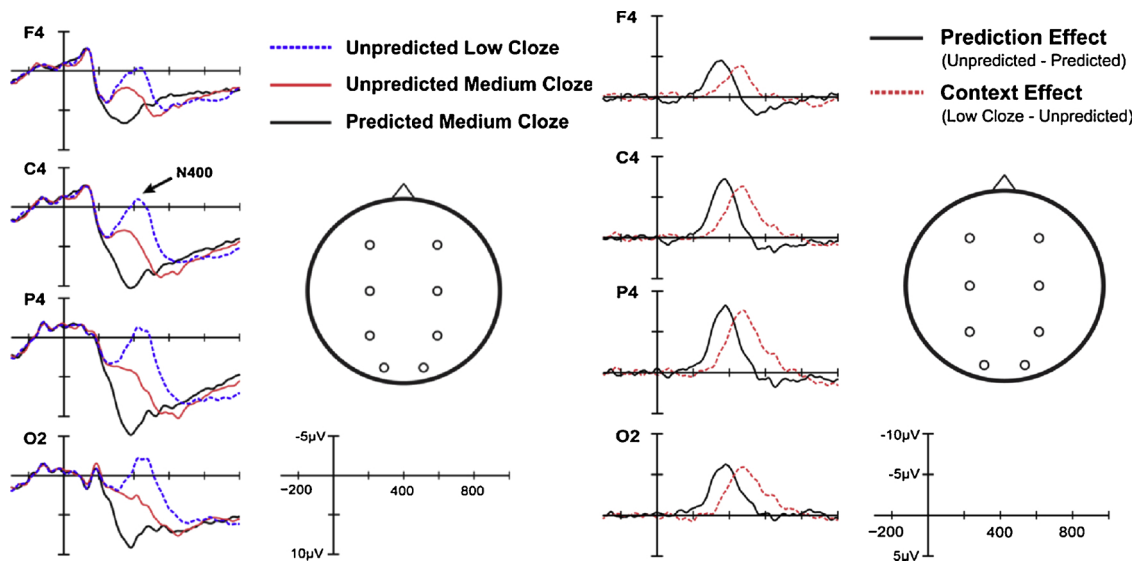 F4
Unpredicted Low Cloze
Unpredicted Medium Cloze
Predicted Medium Cloze
C4
N400
P4
O2
-5μV
−200 400 800
10μV
F4
Prediction Effect
(Unpredicted - Predicted)
Context Effect
(Low Cloze - Unpredicted)
C4
P4
O2
-10μV
-5μV
−200 400 800
5μV